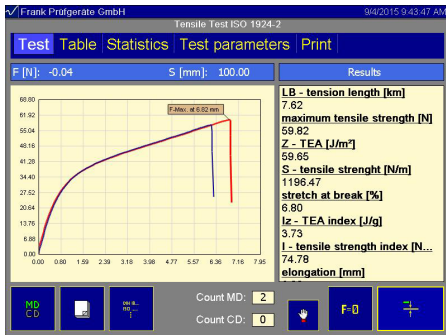 Frank Prüfgeräte GmbH
9/4/2015 9:43:47 AM
Tensile Test ISO 1924-2
Test Table Statistics Test parameters Print
F [N]: -0.04 S [mm]: 100.00
Results
68.80
61.92
55.04
48.16
41.28
34.40
27.52
20.64
13.76
6.88
0.00
0.00 0.80 1.59 2.39 3.18 3.98 4.77 5.57 6.36 7.16 7.95
F-Max. at 6.82 mm
LB - tension length [km]
7.62
maximum tensile strength [N]
59.82
Z - TEA [J/m²]
59.65
S - tensile strenght [N/m]
1196.47
stretch at break [%]
6.80
Iz - TEA index [J/g]
3.73
I - tensile strength index [N...
74.78
elongation [mm]
MD
CD
Count MD: 2
Count CD: 0
F=0